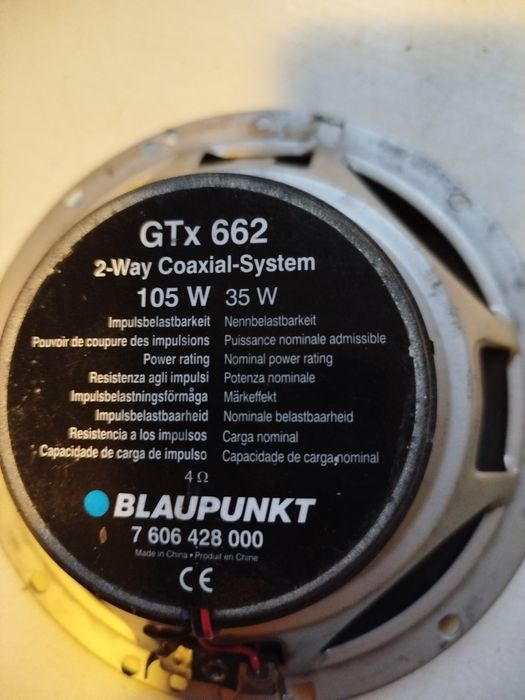 GTx 662
2-Way Coaxial-System
105 W 35 W
Impulsbelastbarkeit Nennbelastbarkeit
Pouvoir de coupure des impulsions Puissance nominale admissible
Power rating Nominal power rating
Resistenza agli impulsi Potenza nominale
Impulsbelastningsförmåga Märkeffekt
Impulsbelastbaarheid Nominale belastbaarheid
Resistencia a los impulsos Carga nominal
Capacidade de carga de impulso Capacidade de carga nominal
4 Ω
BLAUPUNKT
7 606 428 000
Made in China • Produit en Chine
CE